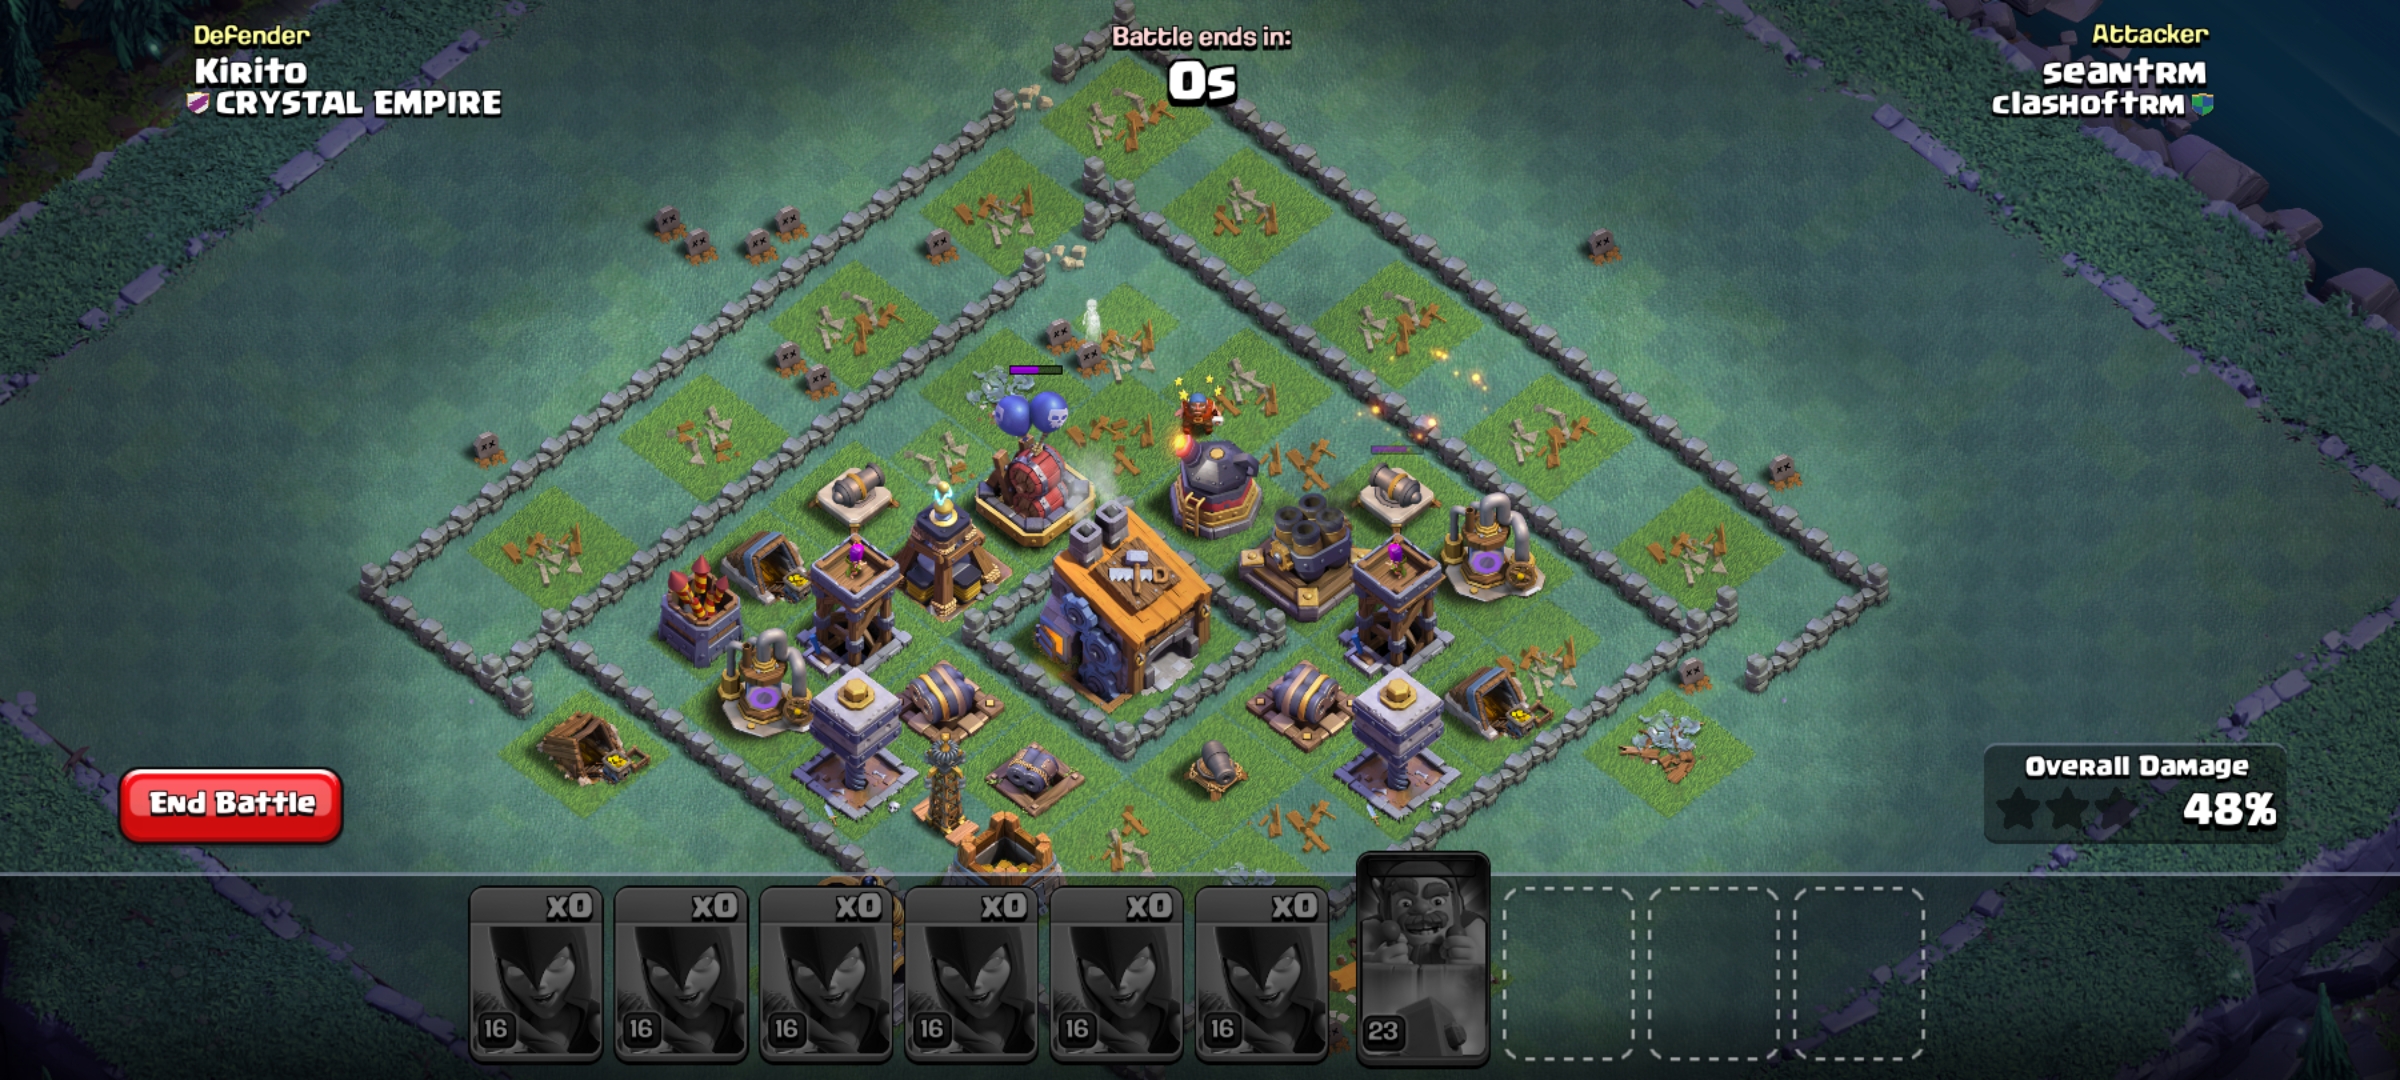 Defender
Kirito
CRYSTAL EMPIRE
Battle ends in:
0s
Attacker
seantRM
clashoftRM
End Battle
Overall Damage
48%
x0
x0
x0
x0
x0
x0
16
16
16
16
16
16
23